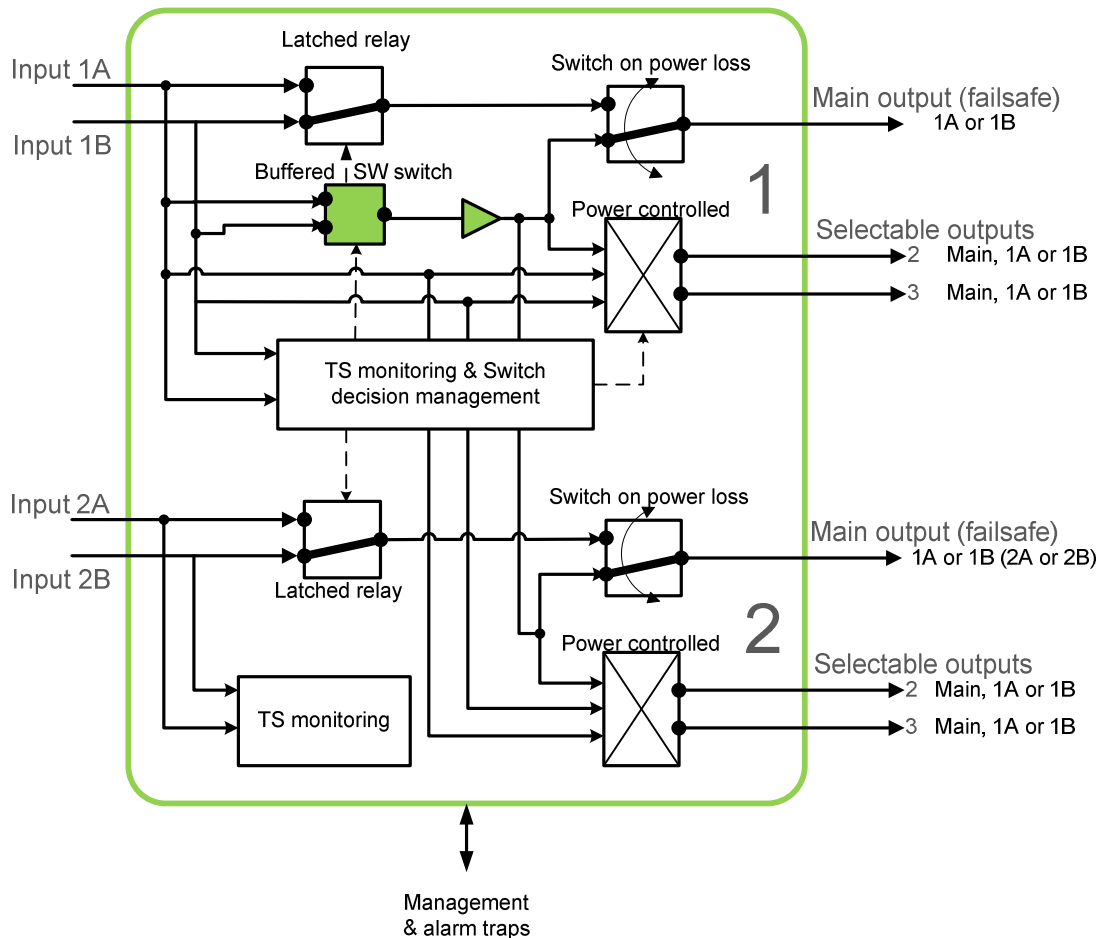 Latched relay
Input 1A
Switch on power loss
Main output (failsafe)
1A or 1B
Input 1B
Buffered SW switch
1
Power controlled
Selectable outputs
2 Main, 1A or 1B
3 Main, 1A or 1B
TS monitoring & Switch
decision management
Input 2A
Switch on power loss
Main output (failsafe)
1A or 1B (2A or 2B)
Input 2B
Latched relay
2
Power controlled
Selectable outputs
2 Main, 1A or 1B
TS monitoring
3 Main, 1A or 1B
Management
& alarm traps